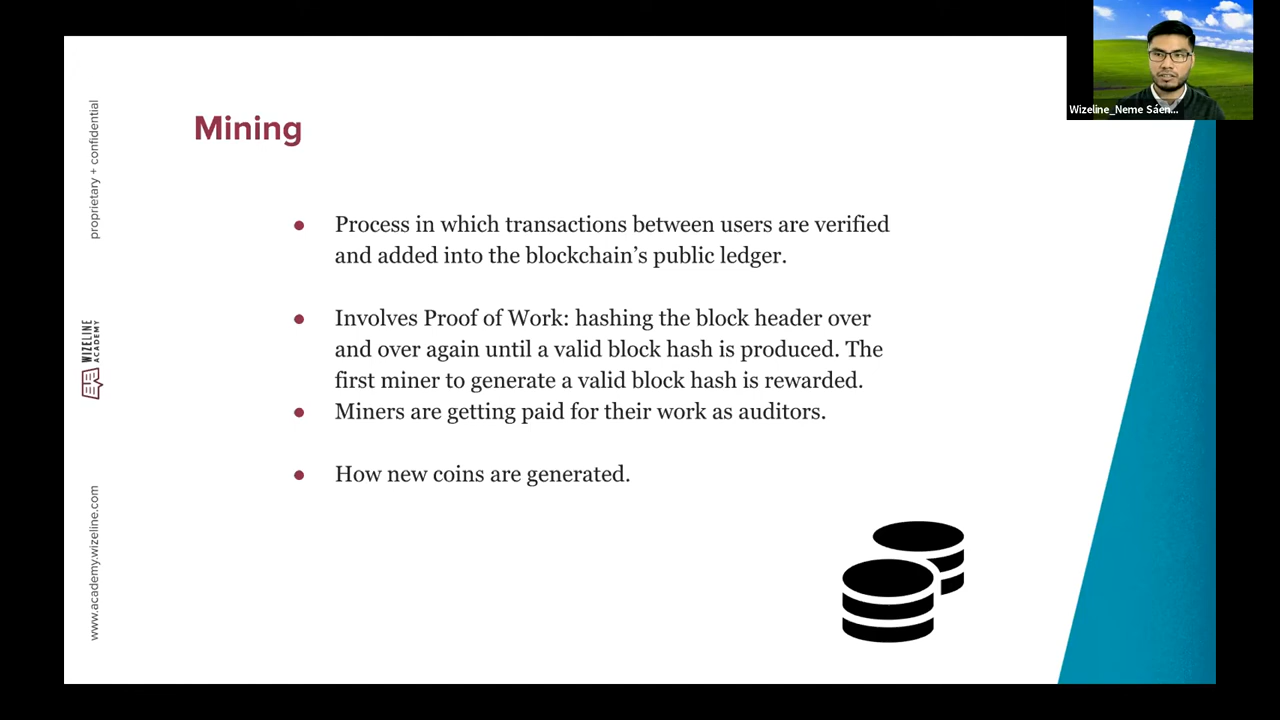 Wizeline_Neme Sáen...
Mining
proprietary + confidential
● Process in which transactions between users are verified
and added into the blockchain’s public ledger.
● Involves Proof of Work: hashing the block header over
and over again until a valid block hash is produced. The
first miner to generate a valid block hash is rewarded.
● Miners are getting paid for their work as auditors.
● How new coins are generated.
WIZELINE
ACADEMY
www.academy.wizeline.com